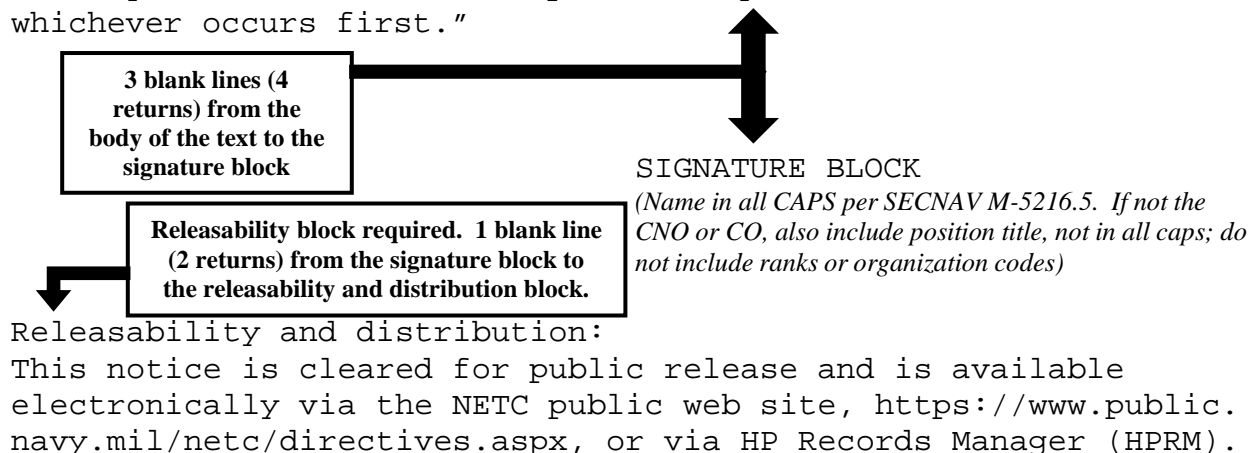 whichever occurs first.”
3 blank lines (4
returns) from the
body of the text to the
signature block
SIGNATURE BLOCK
(Name in all CAPS per SECNAV M-5216.5.  If not the
CNO or CO, also include position title, not in all caps; do
not include ranks or organization codes)
Releasability block required.  1 blank line
(2 returns) from the signature block to
the releasability and distribution block.
Releasability and distribution:
This notice is cleared for public release and is available
electronically via the NETC public web site, https://www.public.
navy.mil/netc/directives.aspx, or via HP Records Manager (HPRM).